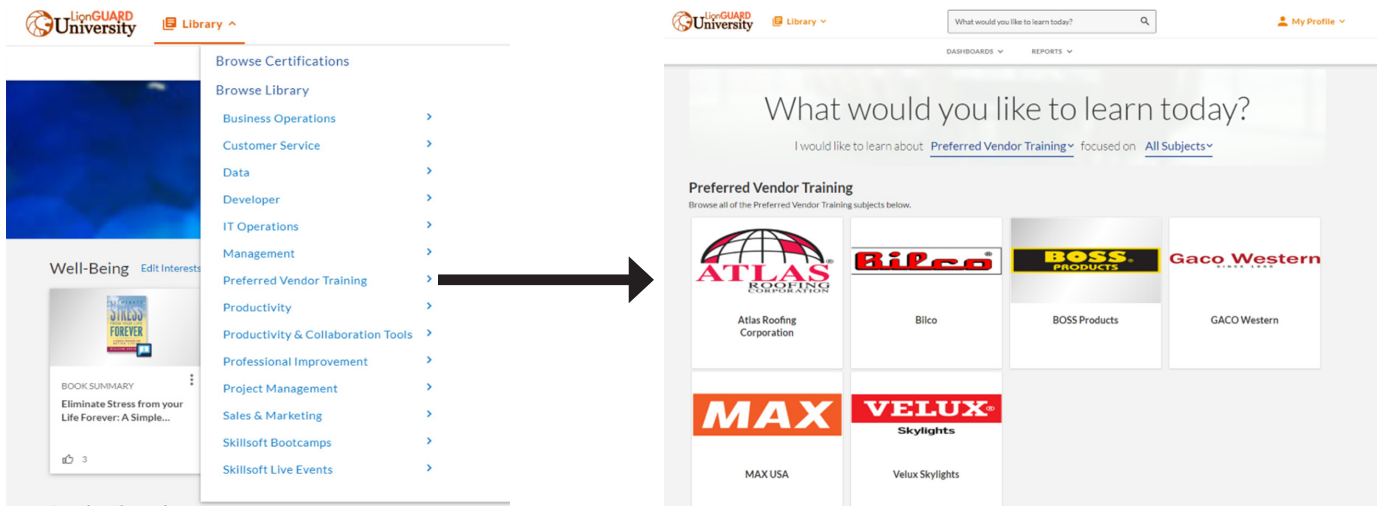 LionGUARD
University
Library
Browse Certifications
Browse Library
Business Operations
Customer Service
Data
Developer
IT Operations
Management
Preferred Vendor Training
Productivity
Productivity & Collaboration Tools
Professional Improvement
Project Management
Sales & Marketing
Skillsoft Bootcamps
Skillsoft Live Events
Well-Being Edit Interests
STRESS
FOREVER
BOOK SUMMARY
Eliminate Stress from your
Life Forever: A Simple...
3
LionGUARD
University
Library
What would you like to learn today?
My Profile
DASHBOARDS REPORTS
What would you like to learn today?
I would like to learn about Preferred Vendor Training focused on All Subjects
Preferred Vendor Training
Browse all of the Preferred Vendor Training subjects below.
ATLAS
ROOFING
CORPORATION
Atlas Roofing
Corporation
Bilco
Bilco
BOSS.
PRODUCTS
BOSS Products
Gaco Western
GACO Western
MAX
MAX USA
VELUX®
Skylights
Velux Skylights